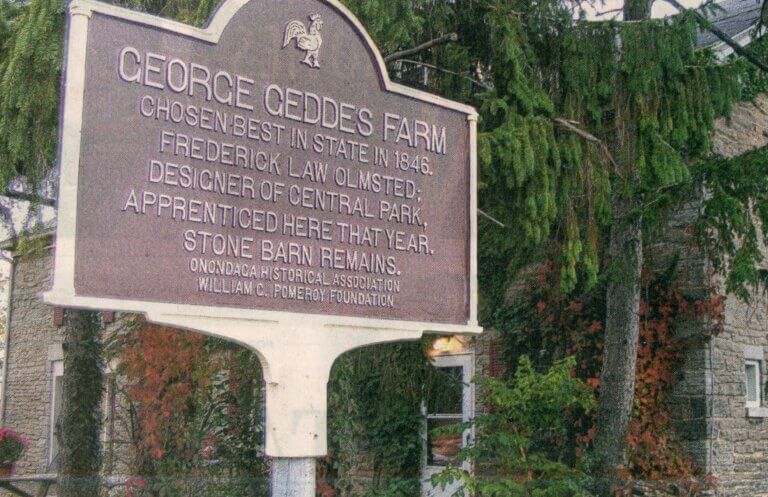 GEORGE GEDDES FARM
CHOSEN BEST IN STATE IN 1846.
FREDERICK LAW OLMSTED;
DESIGNER OF CENTRAL PARK,
APPRENTICED HERE THAT YEAR.
STONE BARN REMAINS.
ONONDAGA HISTORICAL ASSOCIATION
WILLIAM G. POMEROY FOUNDATION